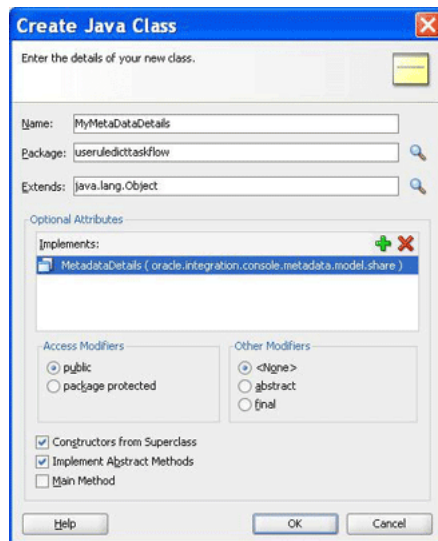 Create Java Class
Enter the details of your new class.
Name: MyMetaDataDetails
Package: useruledicttaskflow
Extends: java.lang.Object
Optional Attributes
Implements:
MetadataDetails ( oracle.integration.console.metadata.model.share )
Access Modifiers
public
package protected
Other Modifiers
<None>
abstract
final
Constructors from Superclass
Implement Abstract Methods
Main Method
Help OK Cancel